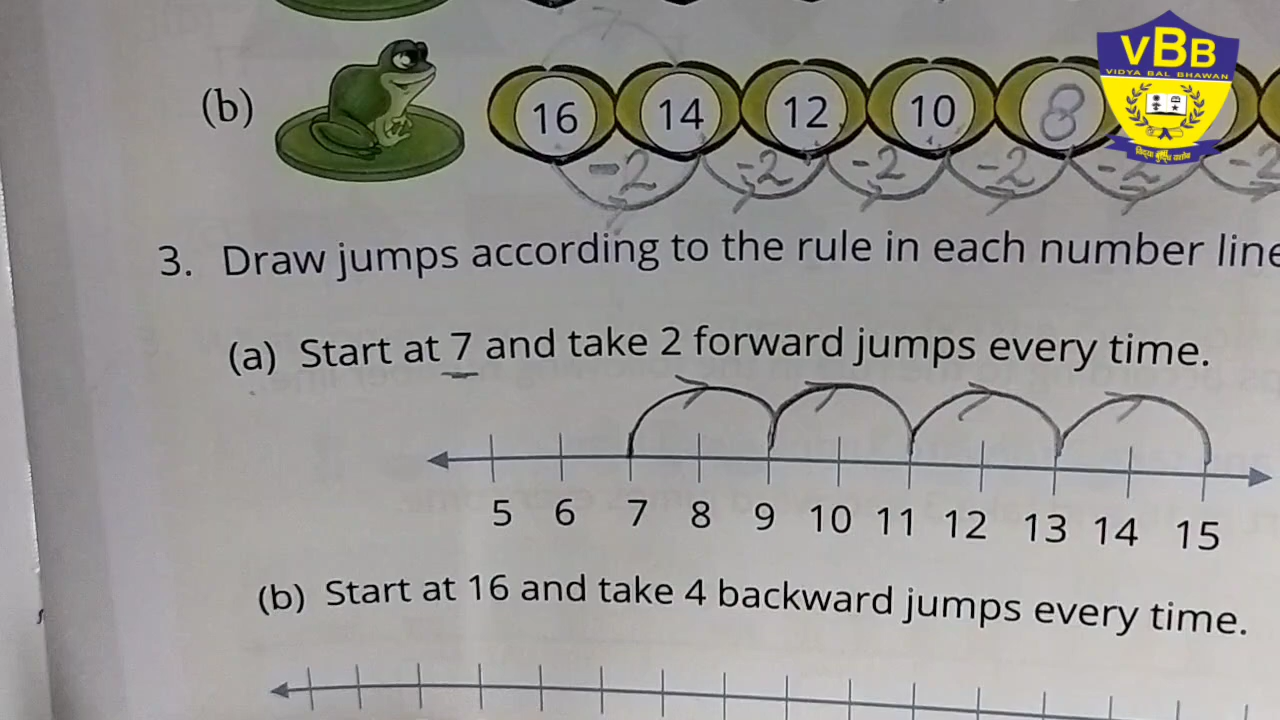 VBB
VIDYA BAL BHAWAN
(b) 16 14 12 10 8
-2 -2 -2 -2 -2 -2
3. Draw jumps according to the rule in each number line
(a) Start at 7 and take 2 forward jumps every time.
5 6 7 8 9 10 11 12 13 14 15
(b) Start at 16 and take 4 backward jumps every time.